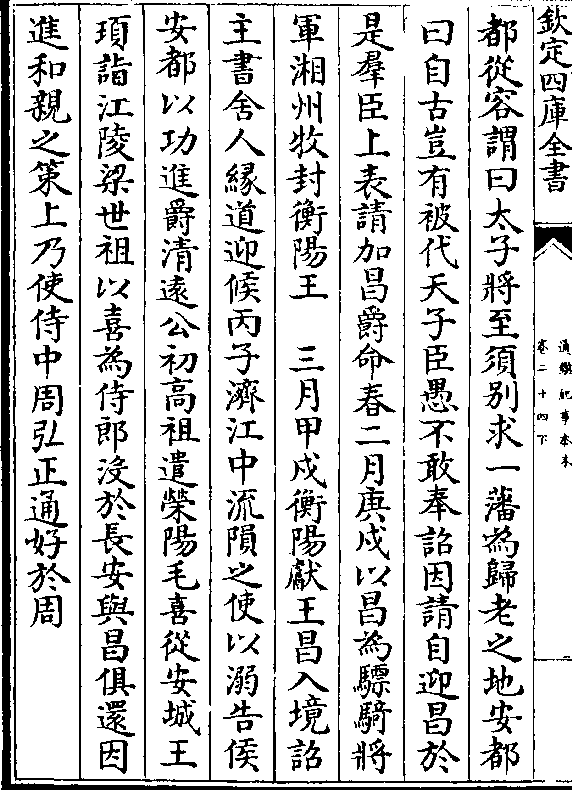 欽定四庫全書
通鑑紀事本末
卷二十四下
都從容謂曰太子將至須别求一藩為歸老之地安都
曰自古豈有被代天子臣愚不敢奉詔因請自迎昌於
是羣臣上表請加昌爵命春二月庚戌以昌為驃騎將
軍湘州牧封衡陽王　三月甲戌衡陽獻王昌入境詔
主書舍人縁道迎候丙子濟江中流隕之使以溺告侯
安都以功進爵清遠公初高祖遣榮陽毛喜從安城王
頊詣江陵梁世祖以喜為侍郎沒於長安與昌俱還因
進和親之策上乃使侍中周弘正通好於周